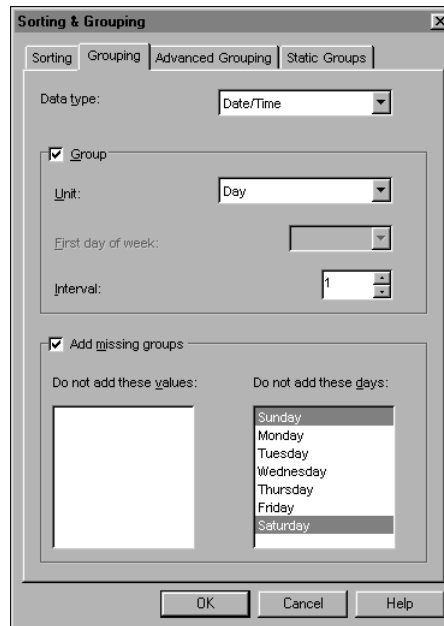 Sorting & Grouping
Sorting Grouping Advanced Grouping Static Groups
Data type: Date/Time
Group
Unit: Day
First day of week:
Interval: 1
Add missing groups
Do not add these values: Do not add these days:
Sunday
Monday
Tuesday
Wednesday
Thursday
Friday
Saturday
OK Cancel Help